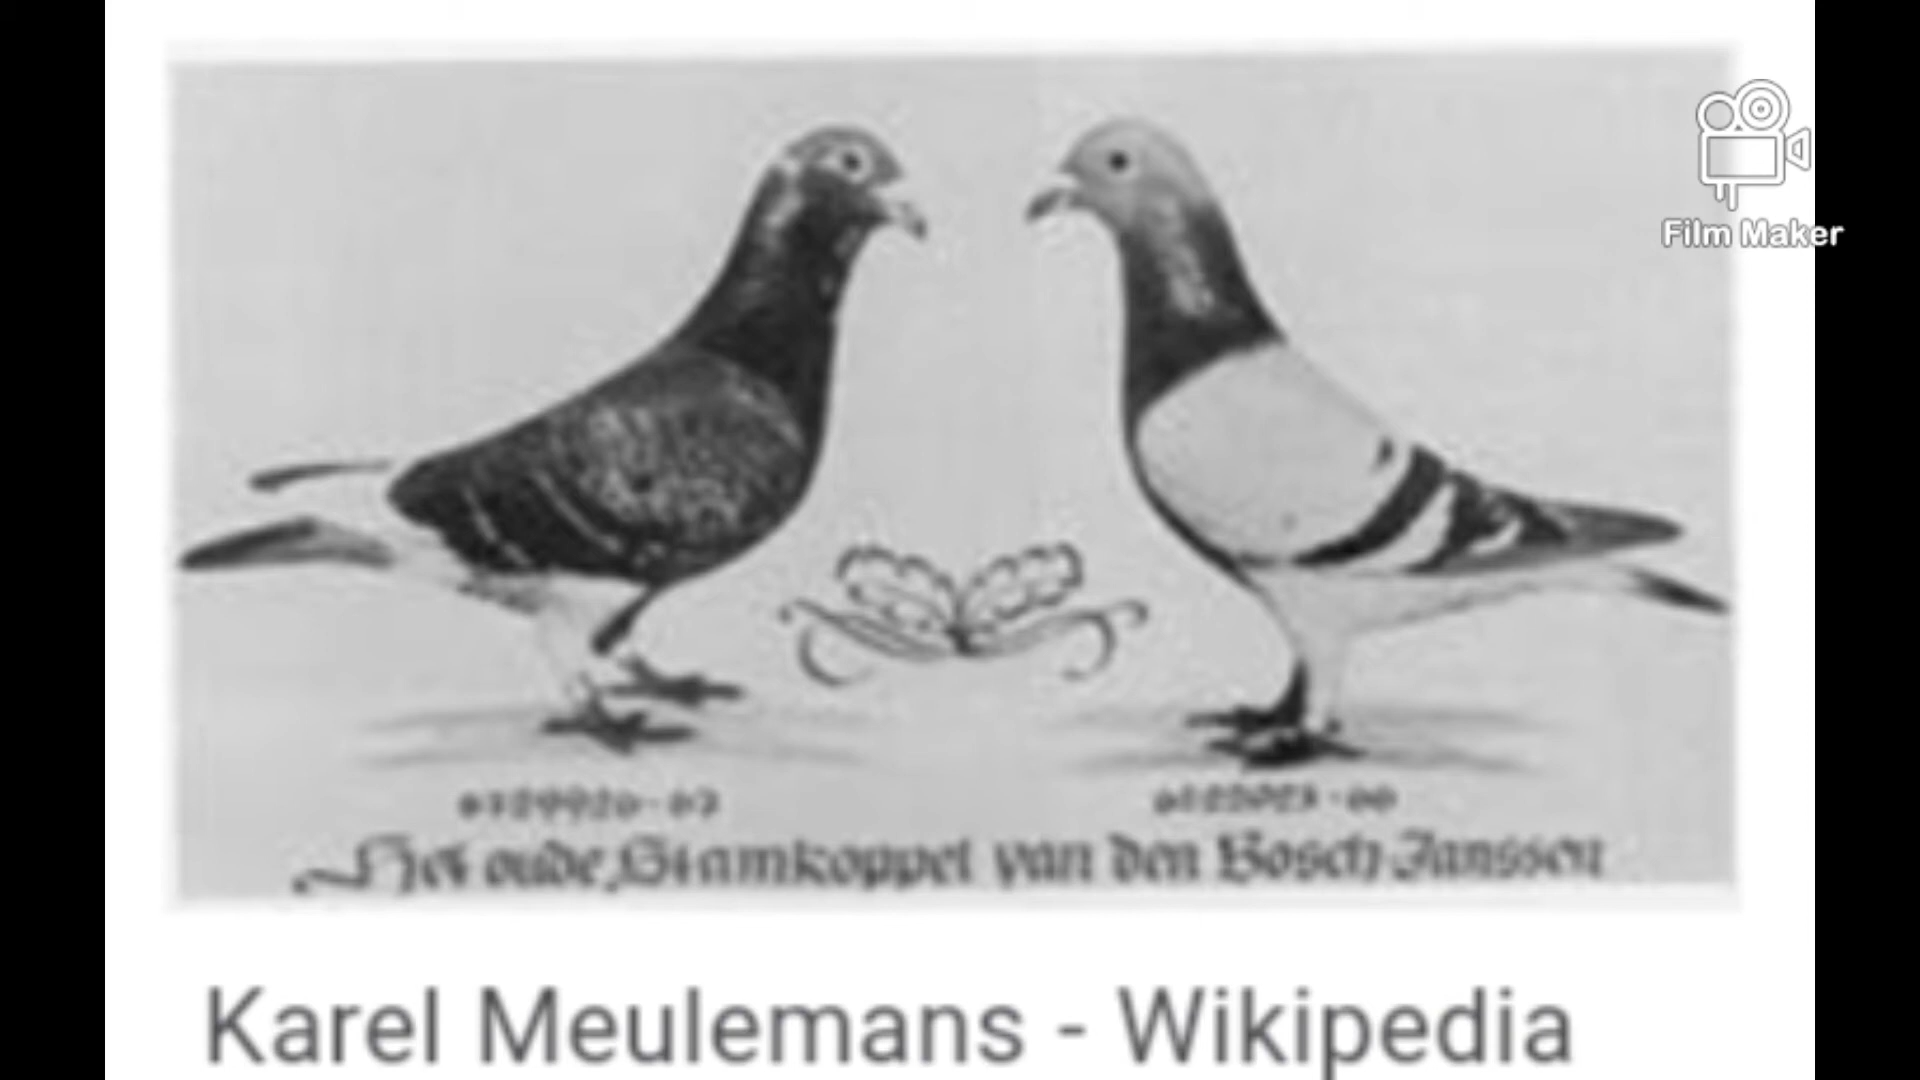 Film Maker
Het oude Stamkoppel van den Bosch-Janssen
Karel Meulemans - Wikipedia